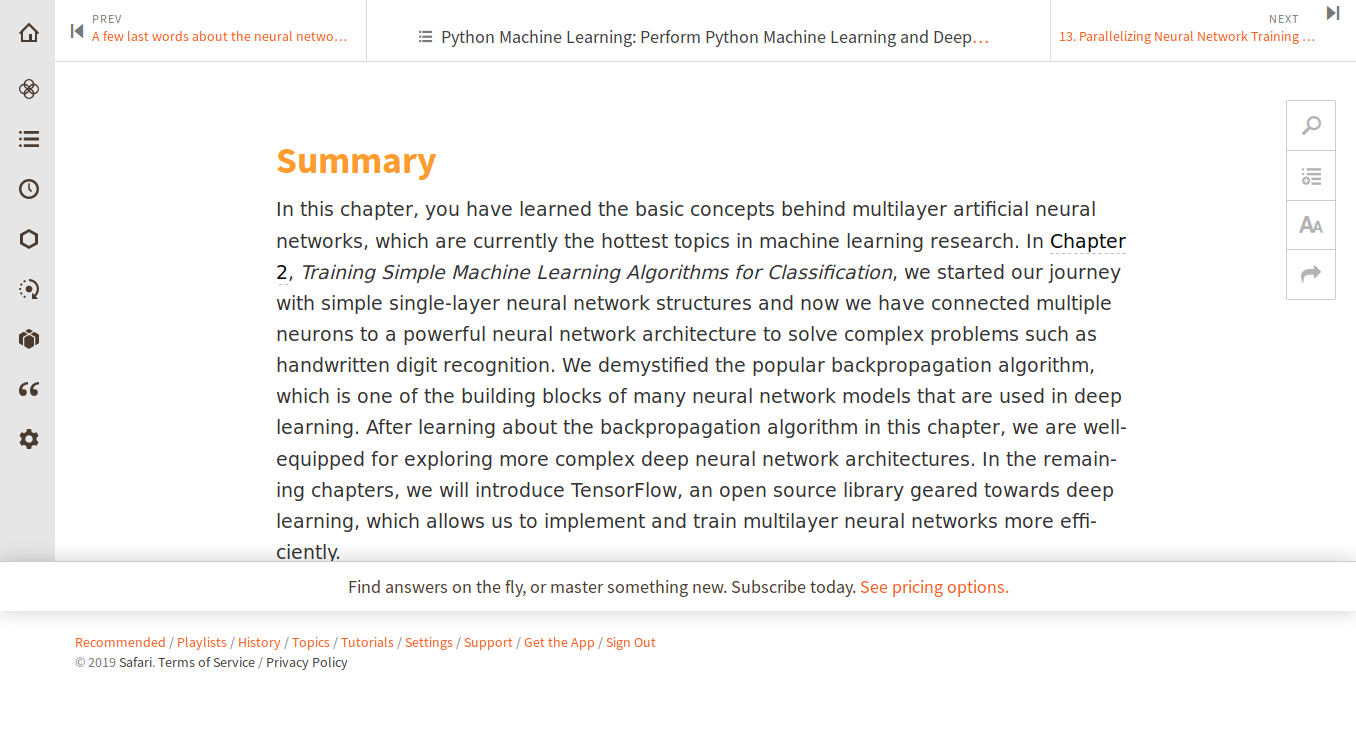 PREV
A few last words about the neural netwo…
Python Machine Learning: Perform Python Machine Learning and Deep…
NEXT
13. Parallelizing Neural Network Training …
Summary
In this chapter, you have learned the basic concepts behind multilayer artificial neural
networks, which are currently the hottest topics in machine learning research. In Chapter
2, Training Simple Machine Learning Algorithms for Classification, we started our journey
with simple single-layer neural network structures and now we have connected multiple
neurons to a powerful neural network architecture to solve complex problems such as
handwritten digit recognition. We demystified the popular backpropagation algorithm,
which is one of the building blocks of many neural network models that are used in deep
learning. After learning about the backpropagation algorithm in this chapter, we are well-
equipped for exploring more complex deep neural network architectures. In the remain-
ing chapters, we will introduce TensorFlow, an open source library geared towards deep
learning, which allows us to implement and train multilayer neural networks more effi-
ciently.
AA
Find answers on the fly, or master something new. Subscribe today. See pricing options.
Recommended / Playlists / History / Topics / Tutorials / Settings / Support / Get the App / Sign Out
© 2019 Safari. Terms of Service / Privacy Policy